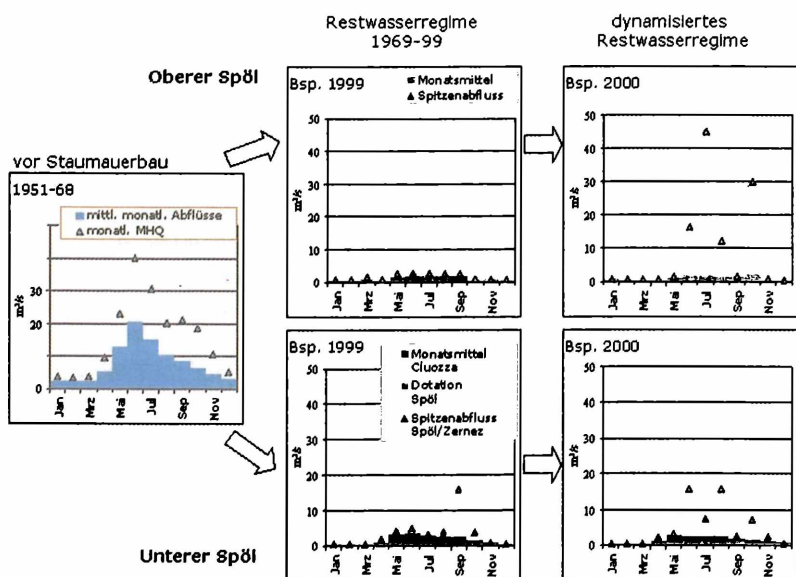 Restwasserregime
1969-99
dynamisiertes
Restwasserregime
Oberer Spöl
Bsp. 1999
Monatsmittel
Spitzenabfluss
m³/s
50
40
30
20
10
0
Jan
Mrz
Mai
Jul
Sep
Nov
Bsp. 2000
m³/s
50
40
30
20
10
0
Jan
Mrz
Mai
Jul
Sep
Nov
vor Staumauerbau
1951-68
mittl. monatl. Abflüsse
monatl. MHQ
m³/s
30
20
0
Jan
Mrz
Mai
Jul
Sep
Nov
Unterer Spöl
Bsp. 1999
Monatsmittel
Cluozza
Dotation
Spöl
Spitzenabfluss
Spöl/Zernez
m³/s
50
40
30
20
10
0
Jan
Mrz
Mai
Jul
Sep
Nov
Bsp. 2000
m³/s
50
40
30
20
10
0
Jan
Mrz
Mai
Jul
Sep
Nov